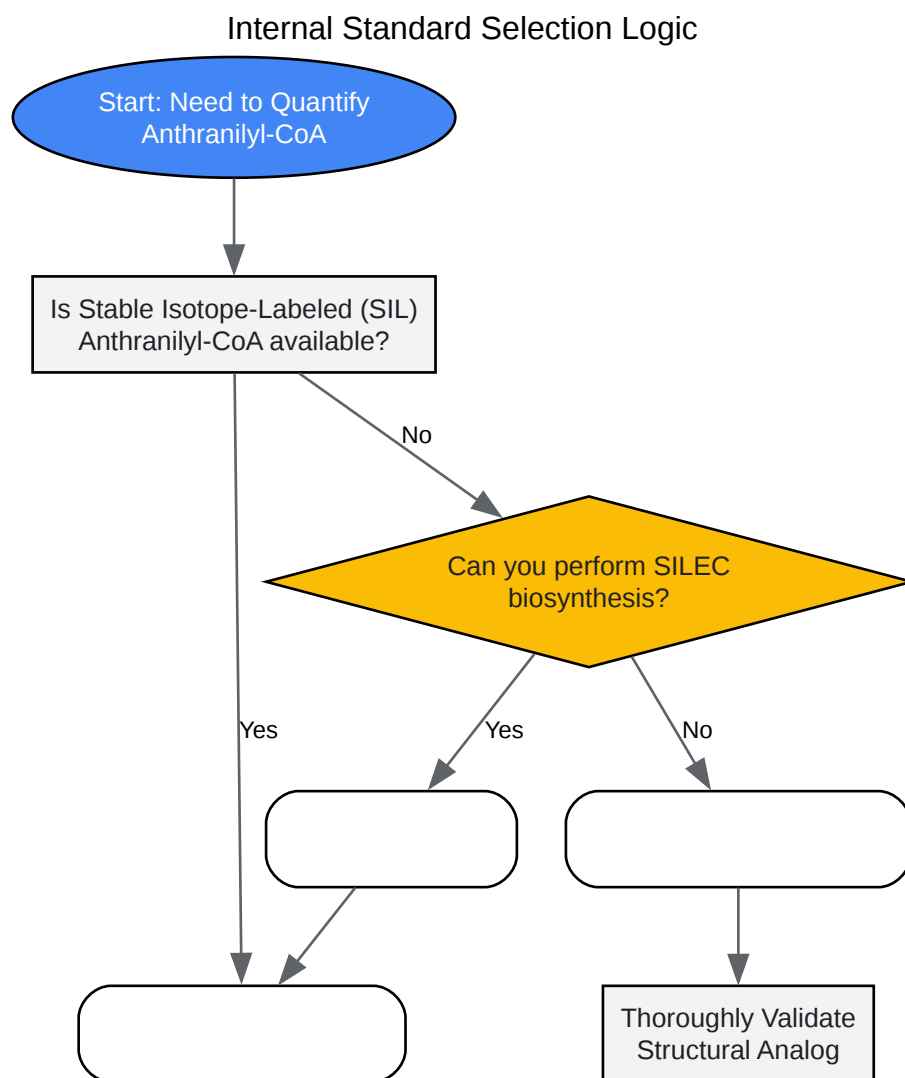 Internal Standard Selection Logic
Start: Need to Quantify
Anthranilyl-CoA
Is Stable Isotope-Labeled (SIL)
Anthranilyl-CoA available?
No
Can you perform SILEC
biosynthesis?
Yes
Yes
No
Thoroughly Validate
Structural Analog